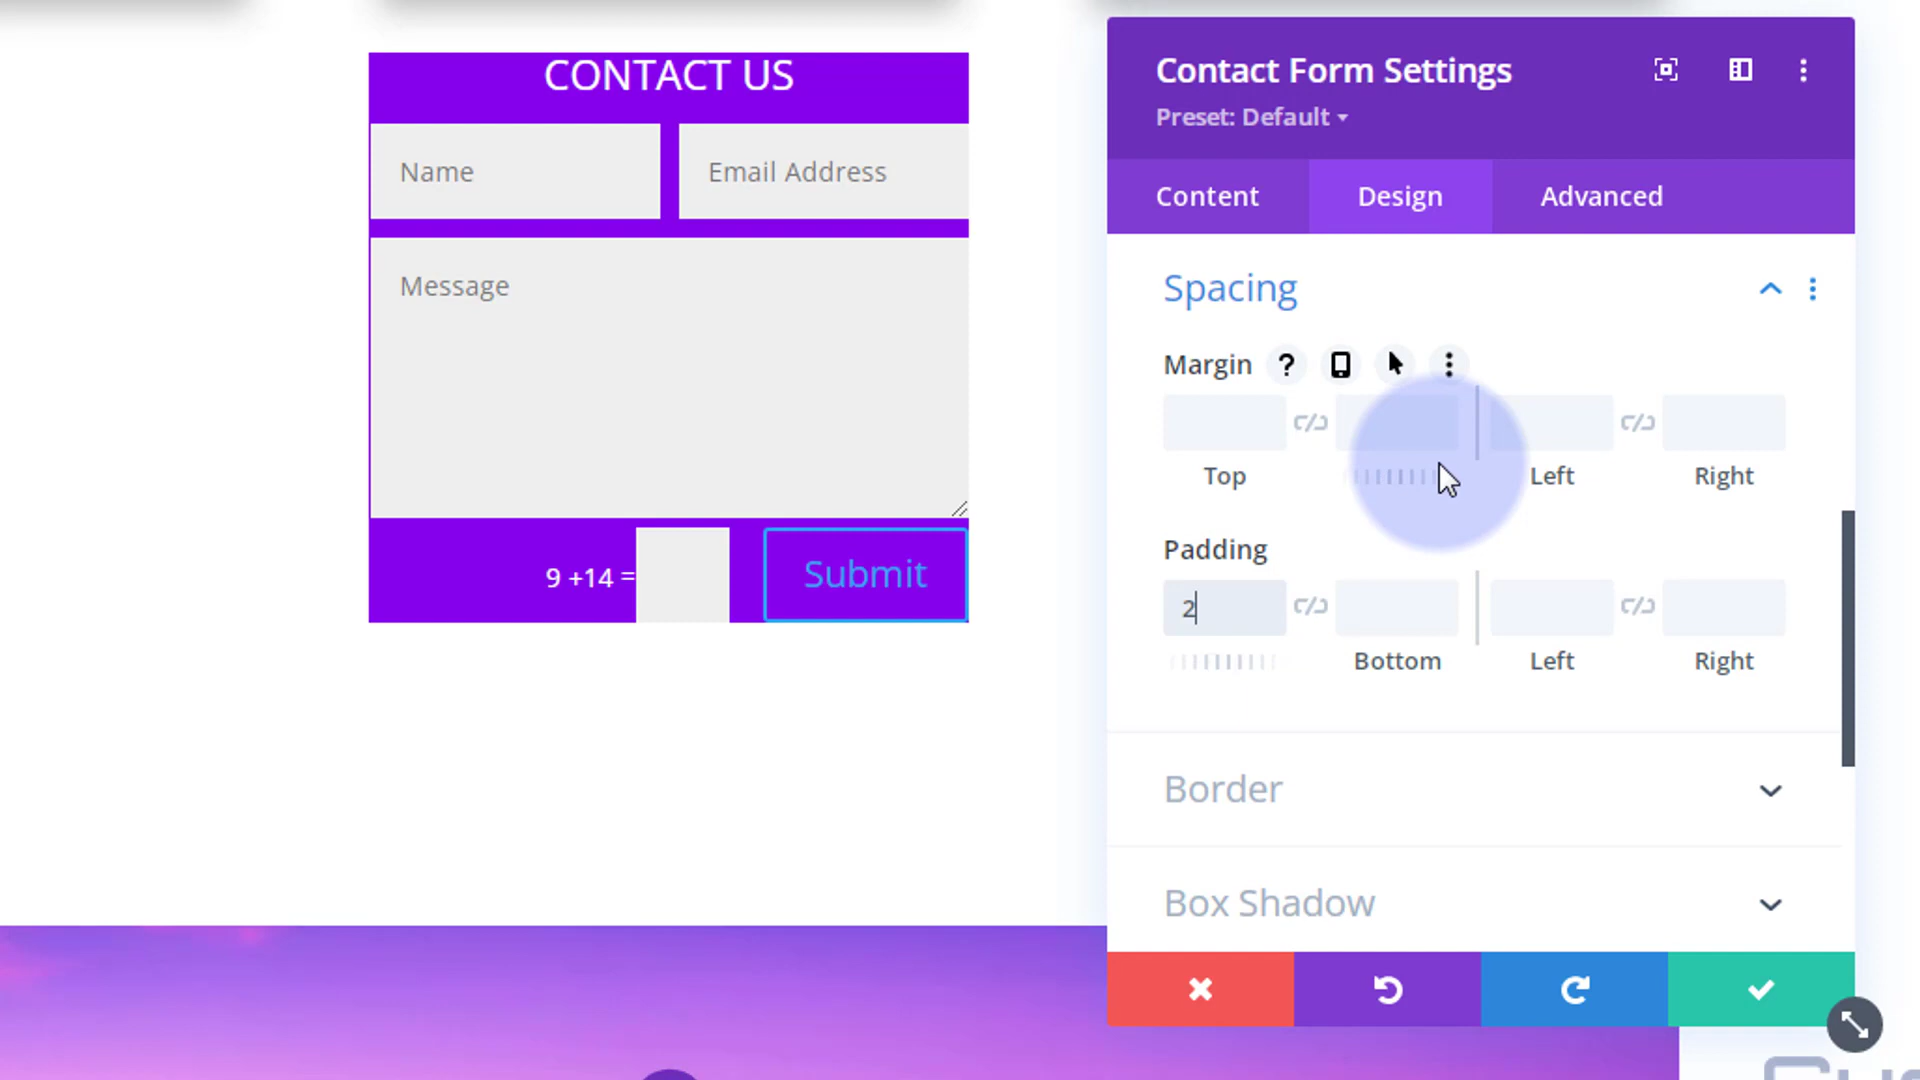 CONTACT US
Name
Email Address
Message
9 +14 =
Submit
Contact Form Settings
Preset: Default
Content
Design
Advanced
Spacing
Margin
?
Top
Left
Right
Padding
2
Bottom
Left
Right
Border
Box Shadow